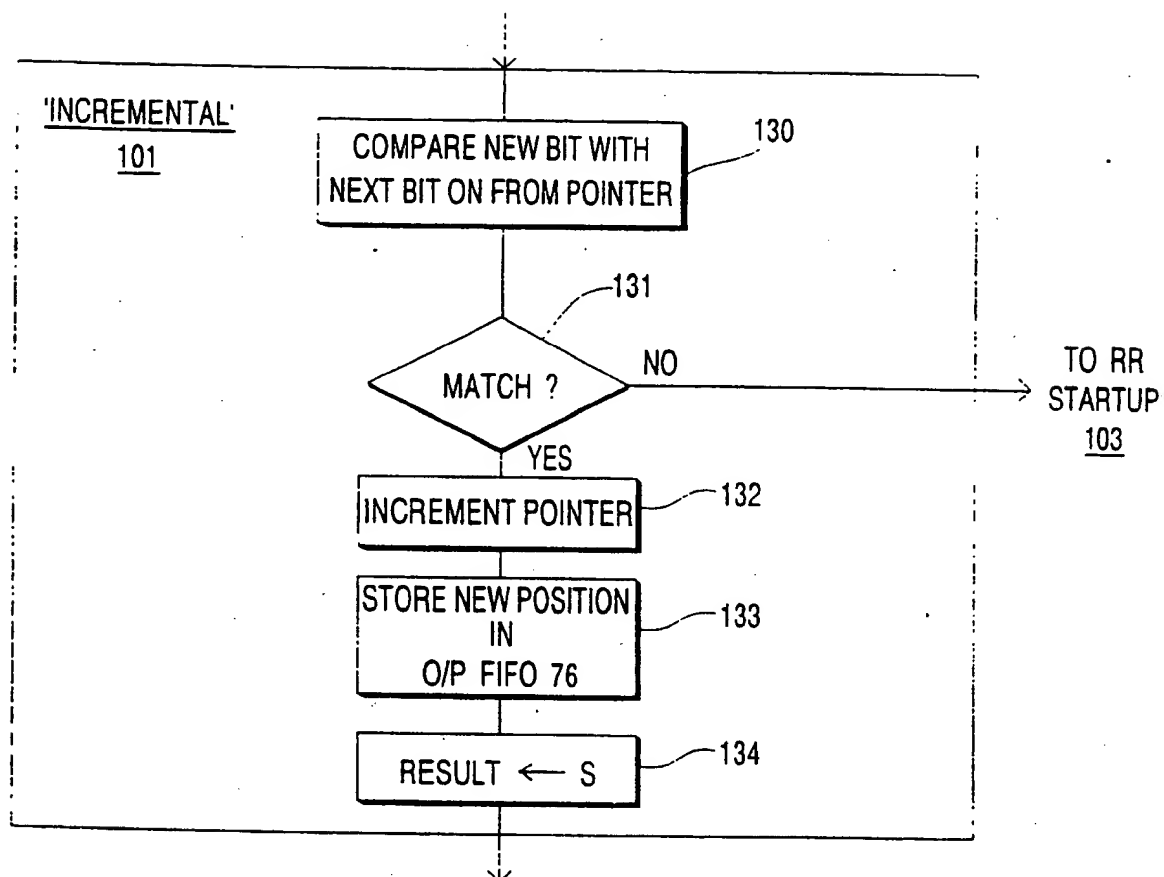 'INCREMENTAL'
101
COMPARE NEW BIT WITH
NEXT BIT ON FROM POINTER
130
131
MATCH ?
NO
TO RR
STARTUP
103
YES
INCREMENT POINTER
132
STORE NEW POSITION
IN
O/P FIFO 76
133
RESULT ← S
134